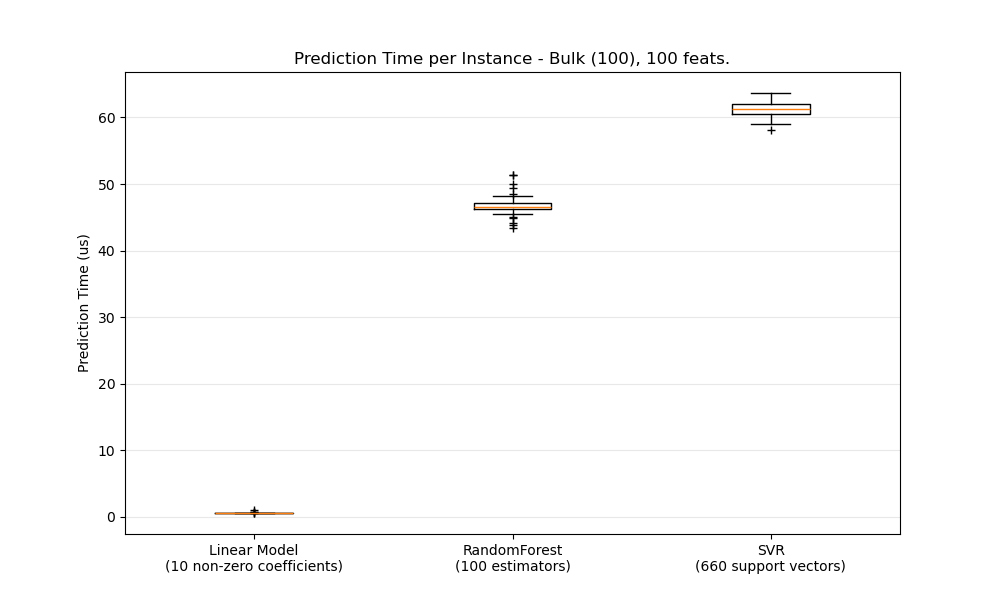 Prediction Time per Instance - Bulk (100), 100 feats.
Prediction Time (us)
60
50
40
30
20
10
0
Linear Model
(10 non-zero coefficients)
RandomForest
(100 estimators)
SVR
(660 support vectors)